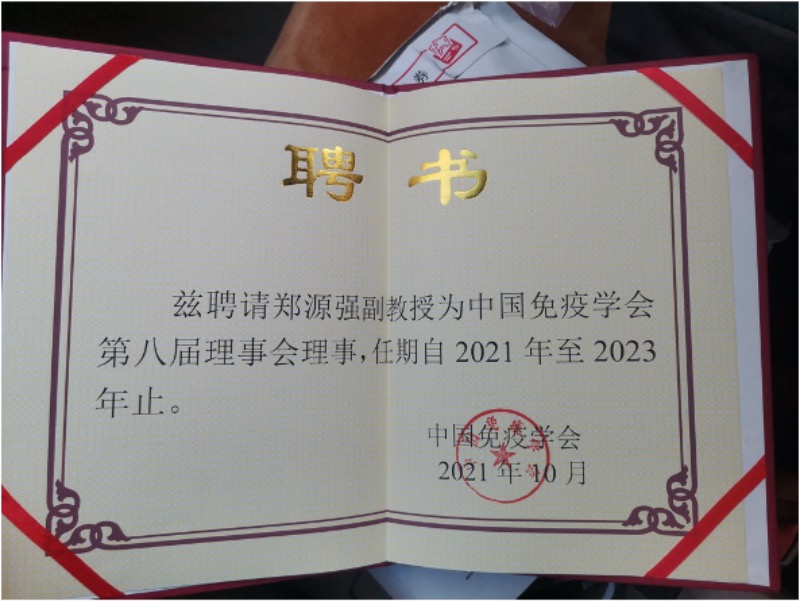 券
聘书
兹聘请郑源强副教授为中国免疫学会
第八届理事会理事,任期自 2021 年至 2023
年止。
中国免疫学会
2021 年 10 月